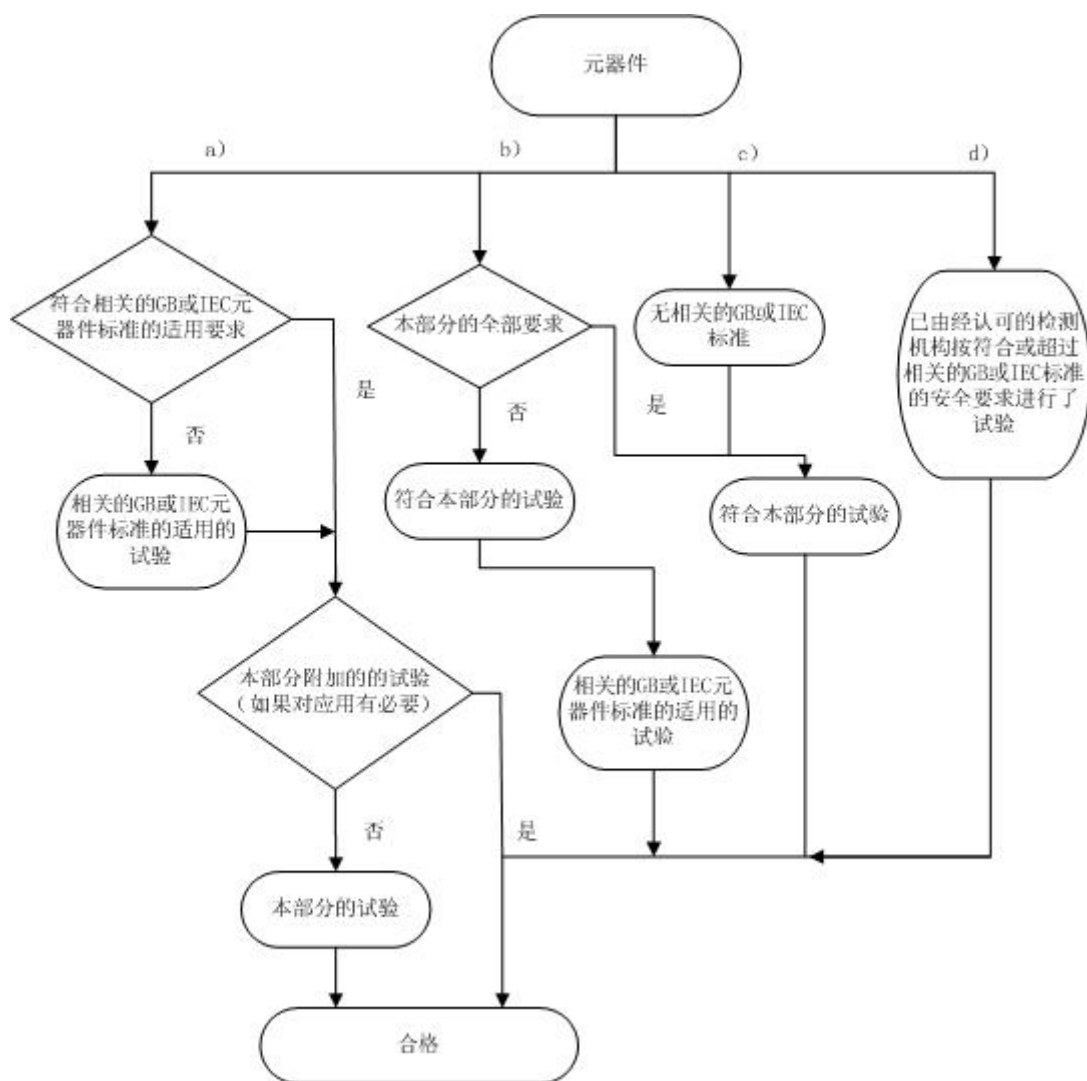 元器件
a)
b)
c)
d)
符合相关的GB或IEC元
器件标准的适用要求
本部分的全部要求
无相关的GB或IEC
标准
已由经认可的检测
机构按符合或超过
相关的GB或IEC标准
的安全要求进行了
试验
是
否
否
是
相关的GB或IEC元
器件标准的适用的
试验
符合本部分的试验
符合本部分的试验
本部分附加的的试验
(如果对应用有必要)
相关的GB或IEC元
器件标准的适用的
试验
否
是
本部分的试验
合格